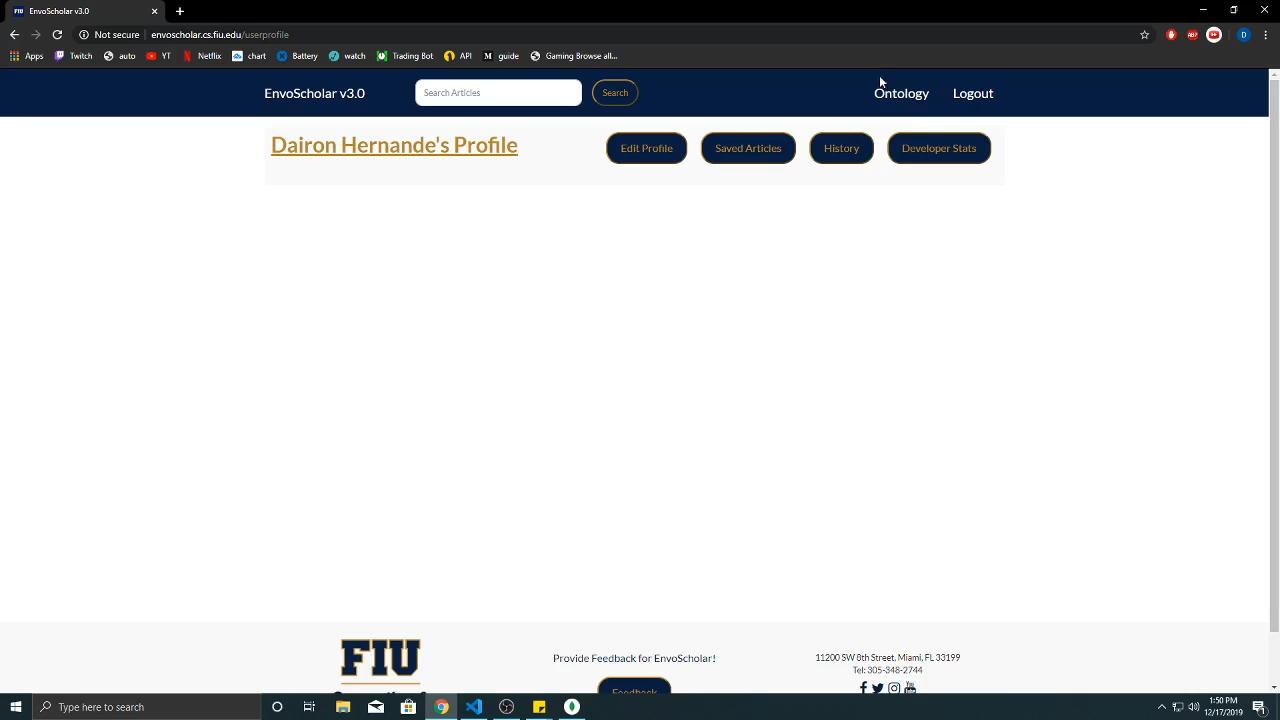 EnvoScholar v3.0
Not secure envoscholar.cs.fiu.edu/userprofile
D
Apps Twitch auto YT Netflix chart Battery watch Trading Bot API guide Gaming Browse all...
EnvoScholar v3.0 Search Articles Search Ontology Logout
Dairon Hernande's Profile Edit Profile Saved Articles History Developer Stats
FIU
Provide Feedback for EnvoScholar!
Feedback
11200 SW 8th Street, Miami, FL 33199
Tel: 305-348-2744
Type here to search
1:50 PM
12/17/2019